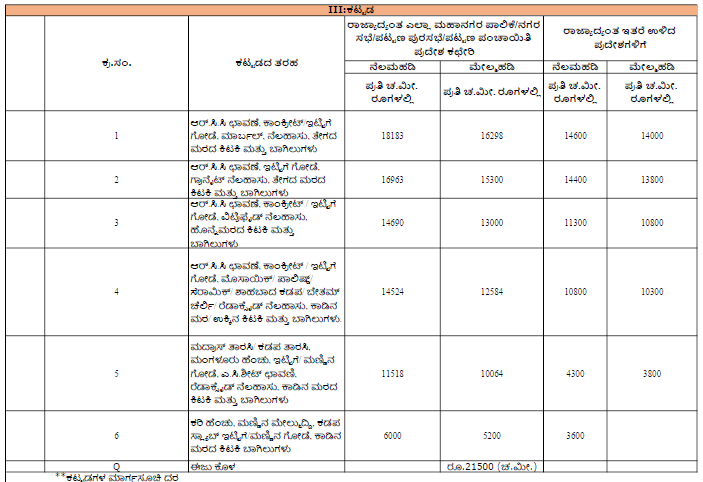 III:ಕಟ್ಟಡ
ಕ್ರ.ಸಂ. ಕಟ್ಟಡದ ತರಹ ರಾಜ್ಯಾದ್ಯಂತ ಎಲ್ಲಾ ಮಹಾನಗರ ಪಾಲಿಕೆ/ನಗರ
ಸಭೆ/ಪಟ್ಟಣ ಪುರಸಭೆ/ಪಟ್ಟಣ ಪಂಚಾಯಿತಿ
ಪ್ರದೇಶ ಕಛೇರಿ
ರಾಜ್ಯಾದ್ಯಂತ ಇತರೆ ಉಳಿದ
ಪ್ರದೇಶಗಳಿಗೆ
ನೆಲಮಹಡಿ ಮೇಲ್ಮಹಡಿ ನೆಲಮಹಡಿ ಮೇಲ್ಮಹಡಿ
ಪ್ರತಿ ಚ.ಮೀ.
ರೂಗಳಲ್ಲಿ
ಪ್ರತಿ ಚ.ಮೀ. ರೂಗಳಲ್ಲಿ
ಪ್ರತಿ ಚ.ಮೀ.
ರೂಗಳಲ್ಲಿ
ಪ್ರತಿ ಚ.ಮೀ.
ರೂಗಳಲ್ಲಿ
1
ಆರ್.ಸಿ.ಸಿ ಛಾವಣಿ, ಕಾಂಕ್ರೀಟ್/ಇಟ್ಟಿಗೆ
ಗೋಡೆ, ಮಾರ್ಬಲ್, ನೆಲಹಾಸು, ತೇಗದ
ಮರದ ಕಿಟಕಿ ಮತ್ತು ಬಾಗಿಲುಗಳು
18183 16298 14600 14000
2
ಆರ್.ಸಿ.ಸಿ ಛಾವಣಿ, ಇಟ್ಟಿಗೆ ಗೋಡೆ,
ಗ್ರಾನೈಟ್ ನೆಲಹಾಸು, ತೇಗದ ಮರದ
ಕಿಟಕಿ ಮತ್ತು ಬಾಗಿಲುಗಳು
16963 15300 14400 13800
3
ಆರ್.ಸಿ.ಸಿ ಛಾವಣಿ, ಕಾಂಕ್ರೀಟ್ / ಇಟ್ಟಿಗೆ
ಗೋಡೆ, ವಿಟ್ರಿಫೈಡ್ ನೆಲಹಾಸು,
ಹೊನ್ನೆಮರದ ಕಿಟಕಿ ಮತ್ತು
ಬಾಗಿಲುಗಳು
14690 13000 11300 10800
4
ಆರ್.ಸಿ.ಸಿ ಛಾವಣಿ, ಕಾಂಕ್ರೀಟ್ / ಇಟ್ಟಿಗೆ
ಗೋಡೆ, ಮೊಸಾಯಿಕ್/ ಪಾಲಿಷ್ಡ್/
ಸೆರಾಮಿಕ್/ ಶಾಹಬಾದ ಕಡಪ/ ಬೇತಮ್
ಚೆರ್ಲಿ/ ರೆಡಾಕ್ಸೈಡ್ ನೆಲಹಾಸು, ಕಾಡಿನ
ಮರ/ ಉಕ್ಕಿನ ಕಿಟಕಿ ಮತ್ತು ಬಾಗಿಲುಗಳು.
14524 12584 10800 10300
5
ಮದ್ರಾಸ್ ತಾರಸಿ/ ಕಡಪ ತಾರಸಿ,
ಮಂಗಳೂರು ಹೆಂಚು, ಇಟ್ಟಿಗೆ/ ಮಣ್ಣಿನ
ಗೋಡೆ, ಎ.ಸಿ.ಶೀಟ್ ಛಾವಣಿ,
ರೆಡಾಕ್ಸೈಡ್ ನೆಲಹಾಸು, ಕಾಡಿನ ಮರದ
ಕಿಟಕಿ ಮತ್ತು ಬಾಗಿಲುಗಳು
11518 10064 4300 3800
6
ಕರಿ ಹೆಂಚು, ಮಣ್ಣಿನ ಮೇಲ್ಮುದ್ದಿ, ಕಡಪ
ಸ್ಲ್ಯಾಬ್ ಇಟ್ಟಿಗೆ/ಮಣ್ಣಿನ ಗೋಡೆ, ಕಾಡಿನ
ಮರದ ಕಿಟಕಿ ಬಾಗಿಲುಗಳು
6000 5200 3600
Q ಈಜು ಕೊಳ ರೂ.21500 (ಚ.ಮೀ.)
**ಕಟ್ಟಡಗಳ ಮಾರ್ಗಸೂಚಿ ದರ